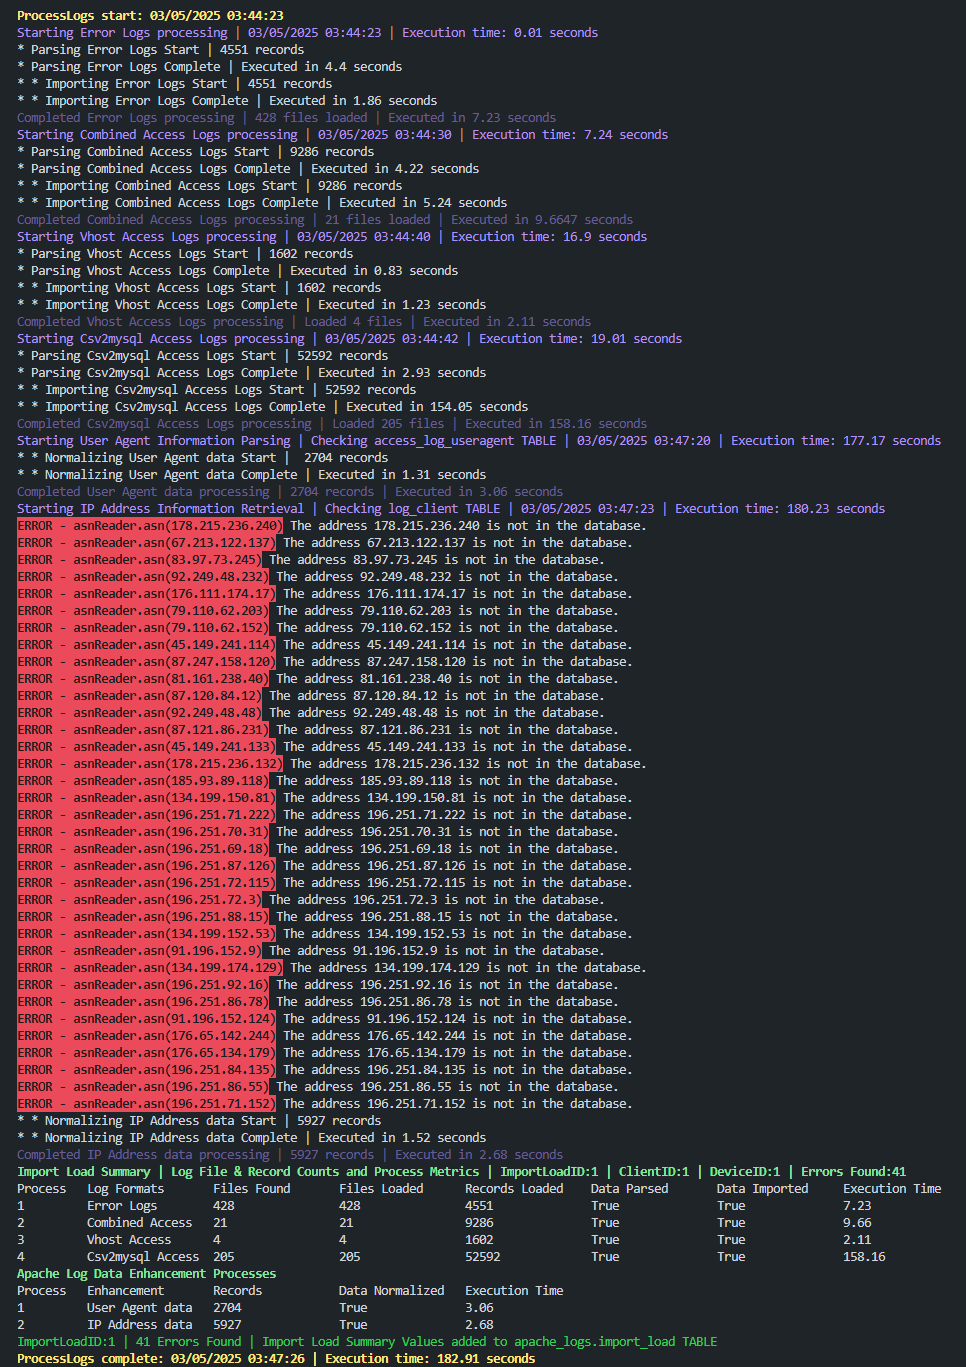 ProcessLogs start: 03/05/2025 03:44:23
Starting Error Logs processing | 03/05/2025 03:44:23 | Execution time: 0.01 seconds
* Parsing Error Logs Start | 4551 records
* Parsing Error Logs Complete | Executed in 4.4 seconds
* * Importing Error Logs Start | 4551 records
* * Importing Error Logs Complete | Executed in 1.86 seconds
Completed Error Logs processing | 428 files loaded | Executed in 7.23 seconds
Starting Combined Access Logs processing | 03/05/2025 03:44:30 | Execution time: 7.24 seconds
* Parsing Combined Access Logs Start | 9286 records
* Parsing Combined Access Logs Complete | Executed in 4.22 seconds
* * Importing Combined Access Logs Start | 9286 records
* * Importing Combined Access Logs Complete | Executed in 5.24 seconds
Completed Combined Access Logs processing | 21 files loaded | Executed in 9.6647 seconds
Starting Vhost Access Logs processing | 03/05/2025 03:44:40 | Execution time: 16.9 seconds
* Parsing Vhost Access Logs Start | 1602 records
* Parsing Vhost Access Logs Complete | Executed in 0.83 seconds
* * Importing Vhost Access Logs Start | 1602 records
* * Importing Vhost Access Logs Complete | Executed in 1.23 seconds
Completed Vhost Access Logs processing | Loaded 4 files | Executed in 2.11 seconds
Starting Csv2mysql Access Logs processing | 03/05/2025 03:44:42 | Execution time: 19.01 seconds
* Parsing Csv2mysql Access Logs Start | 52592 records
* Parsing Csv2mysql Access Logs Complete | Executed in 2.93 seconds
* * Importing Csv2mysql Access Logs Start | 52592 records
* * Importing Csv2mysql Access Logs Complete | Executed in 154.05 seconds
Completed Csv2mysql Access Logs processing | Loaded 205 files | Executed in 158.16 seconds
Starting User Agent Information Parsing | Checking access_log_useragent TABLE | 03/05/2025 03:47:20 | Execution time: 177.17 seconds
* * Normalizing User Agent data Start |  2704 records
* * Normalizing User Agent data Complete | Executed in 1.31 seconds
Completed User Agent data processing | 2704 records | Executed in 3.06 seconds
Starting IP Address Information Retrieval | Checking log_client TABLE | 03/05/2025 03:47:23 | Execution time: 180.23 seconds
ERROR - asnReader.asn(178.215.236.240) The address 178.215.236.240 is not in the database.
ERROR - asnReader.asn(67.213.122.137) The address 67.213.122.137 is not in the database.
ERROR - asnReader.asn(83.97.73.245) The address 83.97.73.245 is not in the database.
ERROR - asnReader.asn(92.249.48.232) The address 92.249.48.232 is not in the database.
ERROR - asnReader.asn(176.111.174.17) The address 176.111.174.17 is not in the database.
ERROR - asnReader.asn(79.110.62.203) The address 79.110.62.203 is not in the database.
ERROR - asnReader.asn(79.110.62.152) The address 79.110.62.152 is not in the database.
ERROR - asnReader.asn(45.149.241.114) The address 45.149.241.114 is not in the database.
ERROR - asnReader.asn(87.247.158.120) The address 87.247.158.120 is not in the database.
ERROR - asnReader.asn(81.161.238.40) The address 81.161.238.40 is not in the database.
ERROR - asnReader.asn(87.120.84.12) The address 87.120.84.12 is not in the database.
ERROR - asnReader.asn(92.249.48.48) The address 92.249.48.48 is not in the database.
ERROR - asnReader.asn(87.121.86.231) The address 87.121.86.231 is not in the database.
ERROR - asnReader.asn(45.149.241.133) The address 45.149.241.133 is not in the database.
ERROR - asnReader.asn(178.215.236.132) The address 178.215.236.132 is not in the database.
ERROR - asnReader.asn(185.93.89.118) The address 185.93.89.118 is not in the database.
ERROR - asnReader.asn(134.199.150.81) The address 134.199.150.81 is not in the database.
ERROR - asnReader.asn(196.251.71.222) The address 196.251.71.222 is not in the database.
ERROR - asnReader.asn(196.251.70.31) The address 196.251.70.31 is not in the database.
ERROR - asnReader.asn(196.251.69.18) The address 196.251.69.18 is not in the database.
ERROR - asnReader.asn(196.251.87.126) The address 196.251.87.126 is not in the database.
ERROR - asnReader.asn(196.251.72.115) The address 196.251.72.115 is not in the database.
ERROR - asnReader.asn(196.251.72.3) The address 196.251.72.3 is not in the database.
ERROR - asnReader.asn(196.251.88.15) The address 196.251.88.15 is not in the database.
ERROR - asnReader.asn(134.199.152.53) The address 134.199.152.53 is not in the database.
ERROR - asnReader.asn(91.196.152.9) The address 91.196.152.9 is not in the database.
ERROR - asnReader.asn(134.199.174.129) The address 134.199.174.129 is not in the database.
ERROR - asnReader.asn(196.251.92.16) The address 196.251.92.16 is not in the database.
ERROR - asnReader.asn(196.251.86.78) The address 196.251.86.78 is not in the database.
ERROR - asnReader.asn(91.196.152.124) The address 91.196.152.124 is not in the database.
ERROR - asnReader.asn(176.65.142.244) The address 176.65.142.244 is not in the database.
ERROR - asnReader.asn(176.65.134.179) The address 176.65.134.179 is not in the database.
ERROR - asnReader.asn(196.251.84.135) The address 196.251.84.135 is not in the database.
ERROR - asnReader.asn(196.251.86.55) The address 196.251.86.55 is not in the database.
ERROR - asnReader.asn(196.251.71.152) The address 196.251.71.152 is not in the database.
* * Normalizing IP Address data Start | 5927 records
* * Normalizing IP Address data Complete | Executed in 1.52 seconds
Completed IP Address data processing | 5927 records | Executed in 2.68 seconds
Import Load Summary | Log File & Record Counts and Process Metrics | ImportLoadID:1 | ClientID:1 | DeviceID:1 | Errors Found:41
Process   Log Formats       Files Found       Files Loaded      Records Loaded    Data Parsed       Data Imported     Execution Time
1         Error Logs        428               428               4551              True              True              7.23
2         Combined Access   21                21                9286              True              True              9.66
3         Vhost Access      4                 4                 1602              True              True              2.11
4         Csv2mysql Access  205               205               52592             True              True              158.16
Apache Log Data Enhancement Processes
Process   Enhancement       Records           Data Normalized   Execution Time
1         User Agent data   2704              True              3.06
2         IP Address data   5927              True              2.68
ImportLoadID:1 | 41 Errors Found | Import Load Summary Values added to apache_logs.import_load TABLE
ProcessLogs complete: 03/05/2025 03:47:26 | Execution time: 182.91 seconds